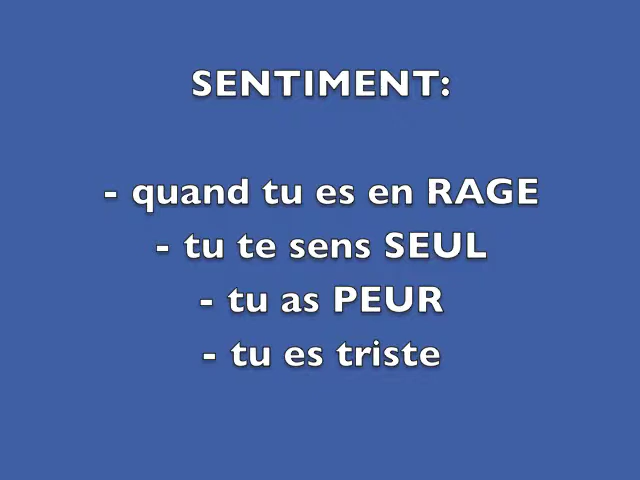 SENTIMENT:
- quand tu es en RAGE
- tu te sens SEUL
- tu as PEUR
- tu es triste